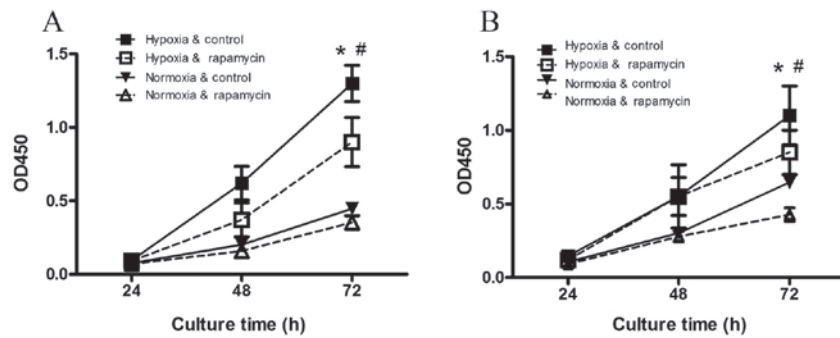 A
Hypoxia & control
Hypoxia & rapamycin
Normoxia & control
Normoxia & rapamycin
* #
1.5
1.0
0.5
0.0
OD450
24 48 72
Culture time (h)
B
Hypoxia & control
Hypoxia & rapamycin
Normoxia & control
Normoxia & rapamycin
* #
1.5
1.0
0.5
0.0
OD450
24 48 72
Culture time (h)